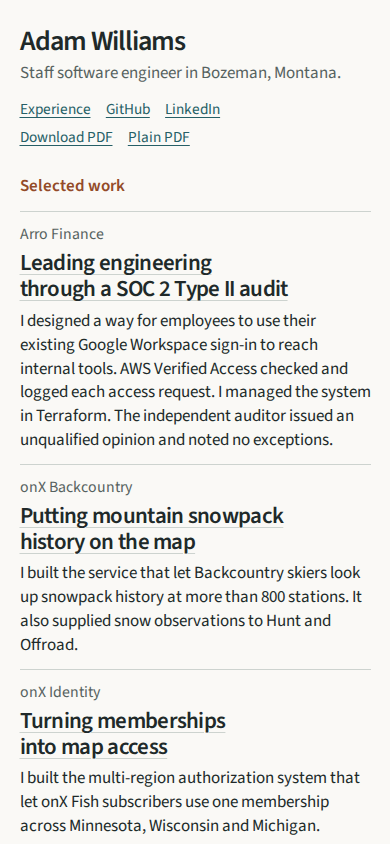 Adam Williams
Staff software engineer in Bozeman, Montana.
Experience GitHub LinkedIn
Download PDF Plain PDF
Selected work
Arro Finance
Leading engineering
through a SOC 2 Type II audit
I designed a way for employees to use their
existing Google Workspace sign-in to reach
internal tools. AWS Verified Access checked and
logged each access request. I managed the system
in Terraform. The independent auditor issued an
unqualified opinion and noted no exceptions.
onX Backcountry
Putting mountain snowpack
history on the map
I built the service that let Backcountry skiers look
up snowpack history at more than 800 stations. It
also supplied snow observations to Hunt and
Offroad.
onX Identity
Turning memberships
into map access
I built the multi-region authorization system that
let onX Fish subscribers use one membership
across Minnesota, Wisconsin and Michigan.